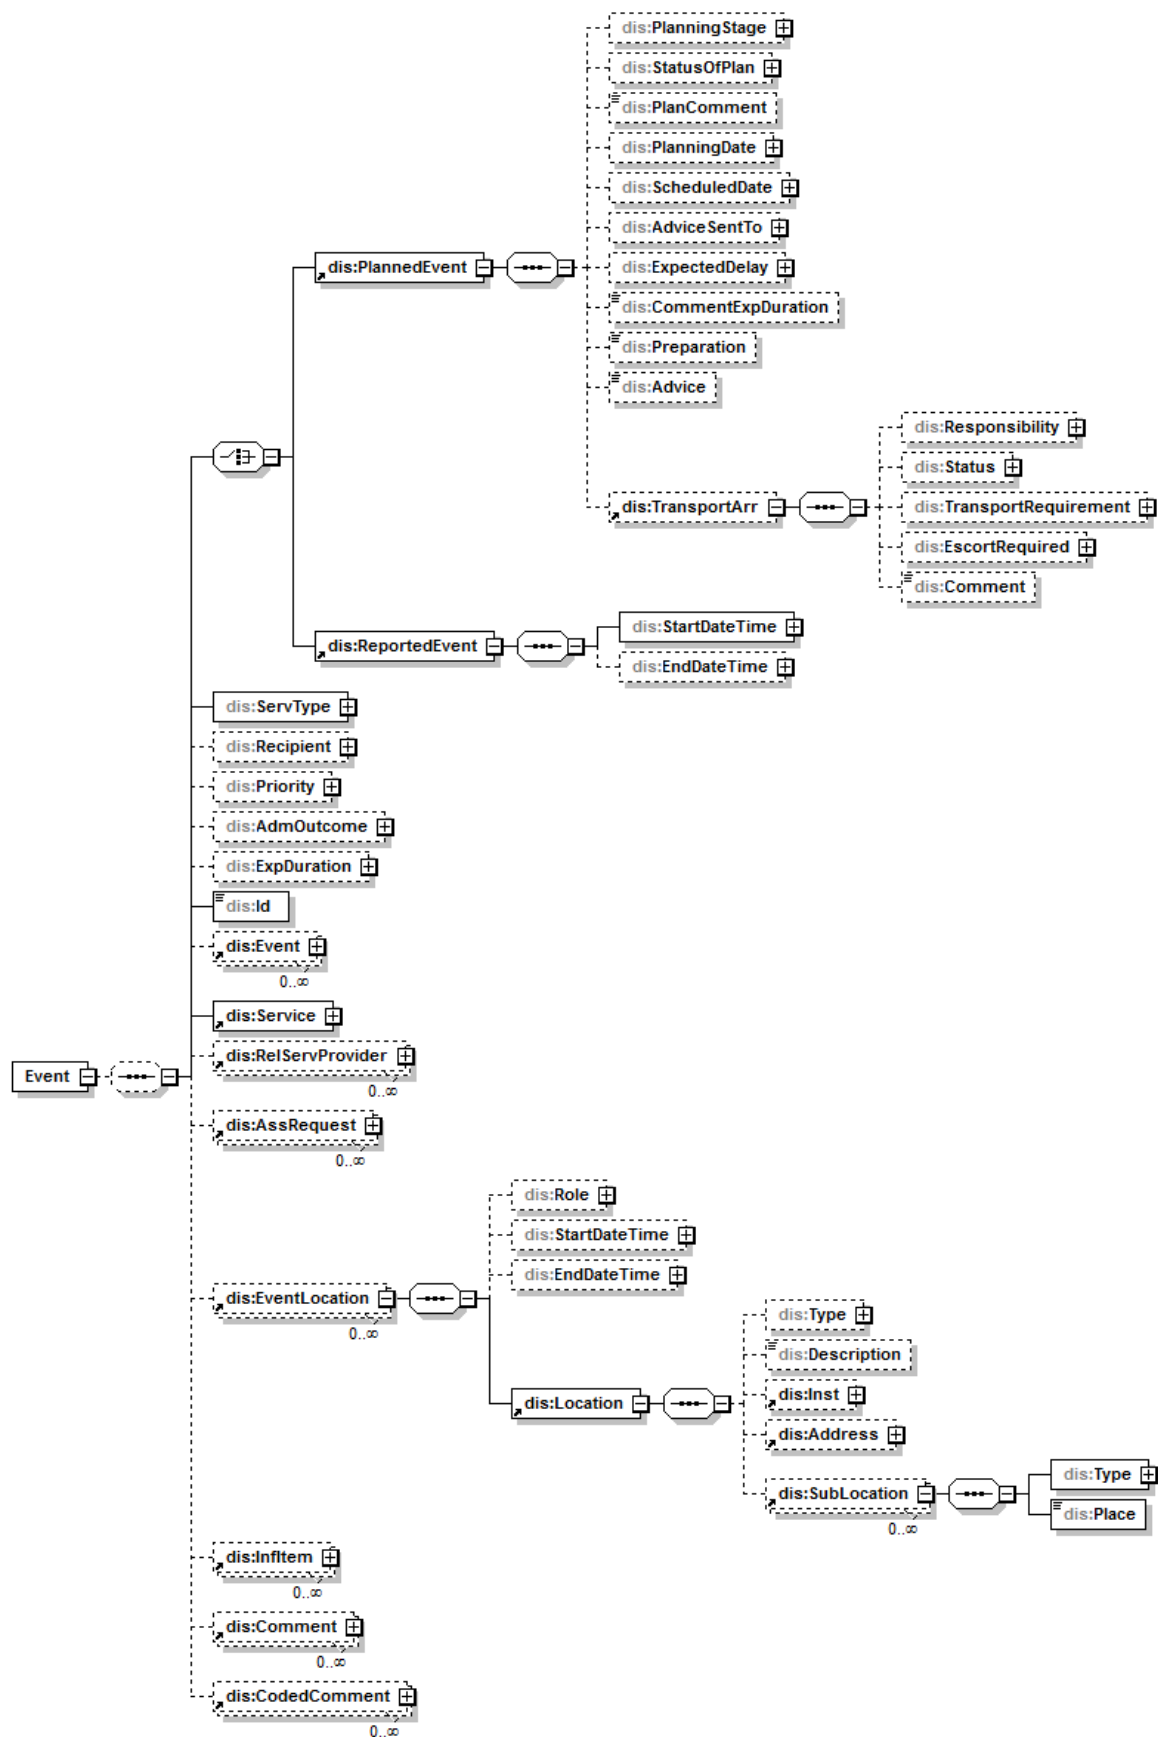 dis:PlanningStage
dis:StatusOfPlan
dis:PlanComment
dis:PlanningDate
dis:ScheduledDate
dis:AdviceSentTo
dis:PlannedEvent
dis:ExpectedDelay
dis:CommentExpDuration
dis:Preparation
dis:Advice
dis:Responsibility
dis:Status
dis:TransportArr
dis:TransportRequirement
dis:EscortRequired
dis:Comment
dis:ReportedEvent
dis:StartDateTime
dis:EndDateTime
dis:ServType
dis:Recipient
dis:Priority
dis:AdmOutcome
dis:ExpDuration
dis:Id
dis:Event
0..∞
dis:Service
dis:RelServProvider
0..∞
Event
dis:AssRequest
0..∞
dis:Role
dis:StartDateTime
dis:EndDateTime
dis:EventLocation
0..∞
dis:Type
dis:Description
dis:Inst
dis:Location
dis:Address
dis:Type
dis:SubLocation
0..∞
dis:Place
dis:InfItem
0..∞
dis:Comment
0..∞
dis:CodedComment
0..∞